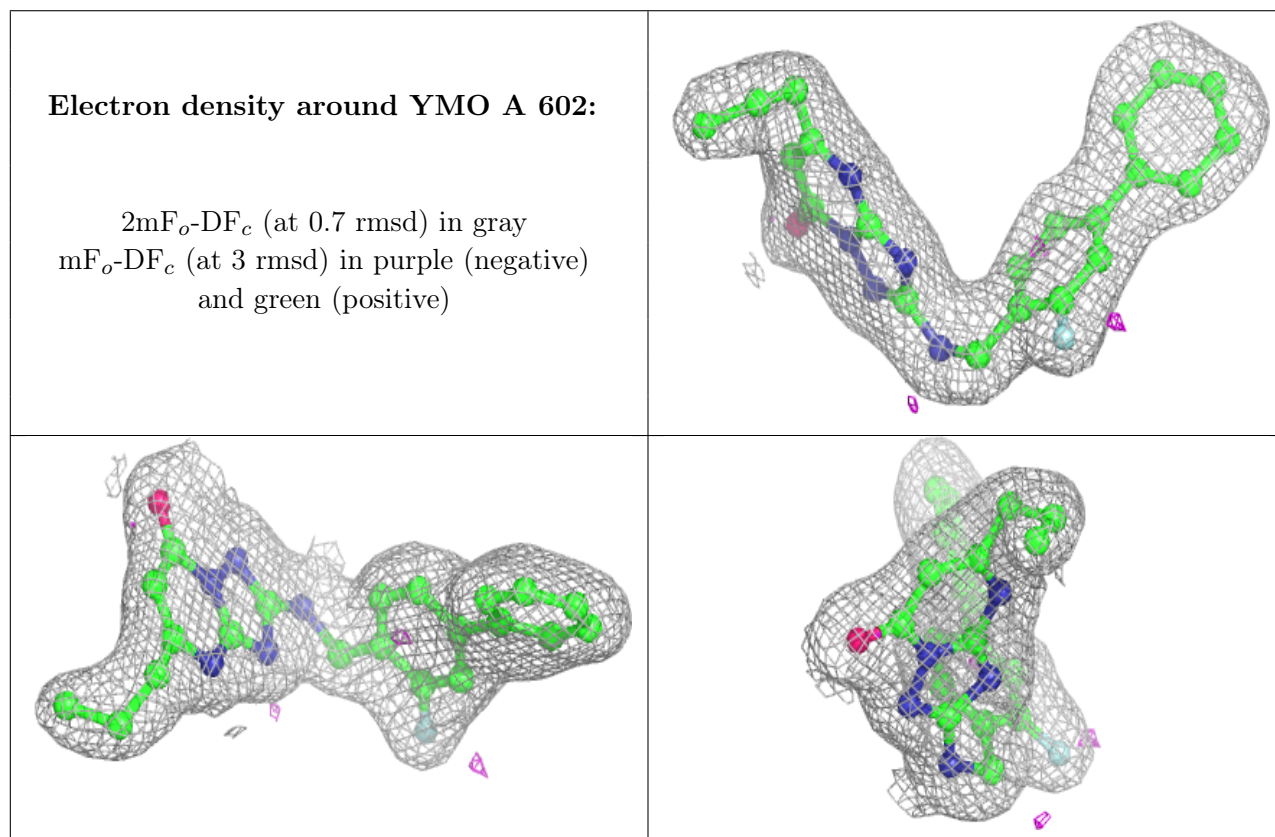 Electron density around YMO A 602:
2mFo-DFc (at 0.7 rmsd) in gray
mFo-DFc (at 3 rmsd) in purple (negative)
and green (positive)